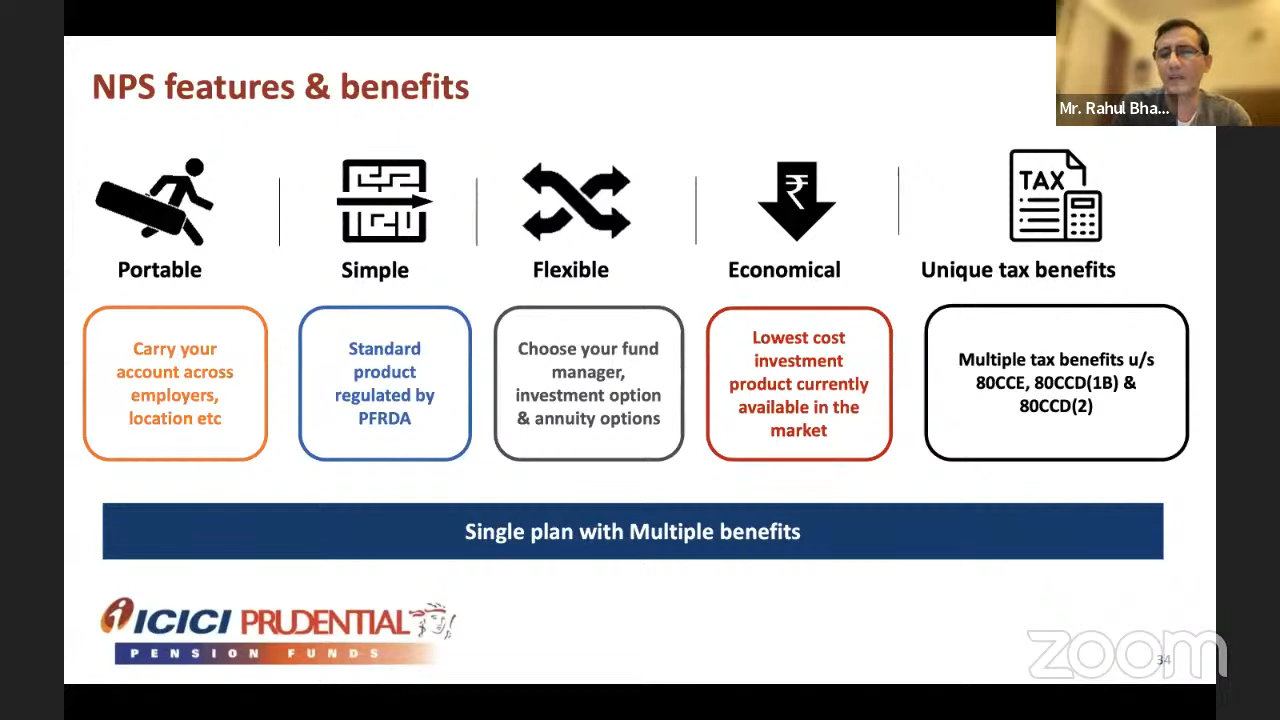 NPS features & benefits
Mr. Rahul Bha...
TAX
₹
Portable
Simple
Flexible
Economical
Unique tax benefits
Carry your
account across
employers,
location etc
Standard
product
regulated by
PFRDA
Choose your fund
manager,
investment option
& annuity options
Lowest cost
investment
product currently
available in the
market
Multiple tax benefits u/s
80CCE, 80CCD(1B) &
80CCD(2)
Single plan with Multiple benefits
ICICI PRUDENTIAL
PENSION FUNDS
zoom
34